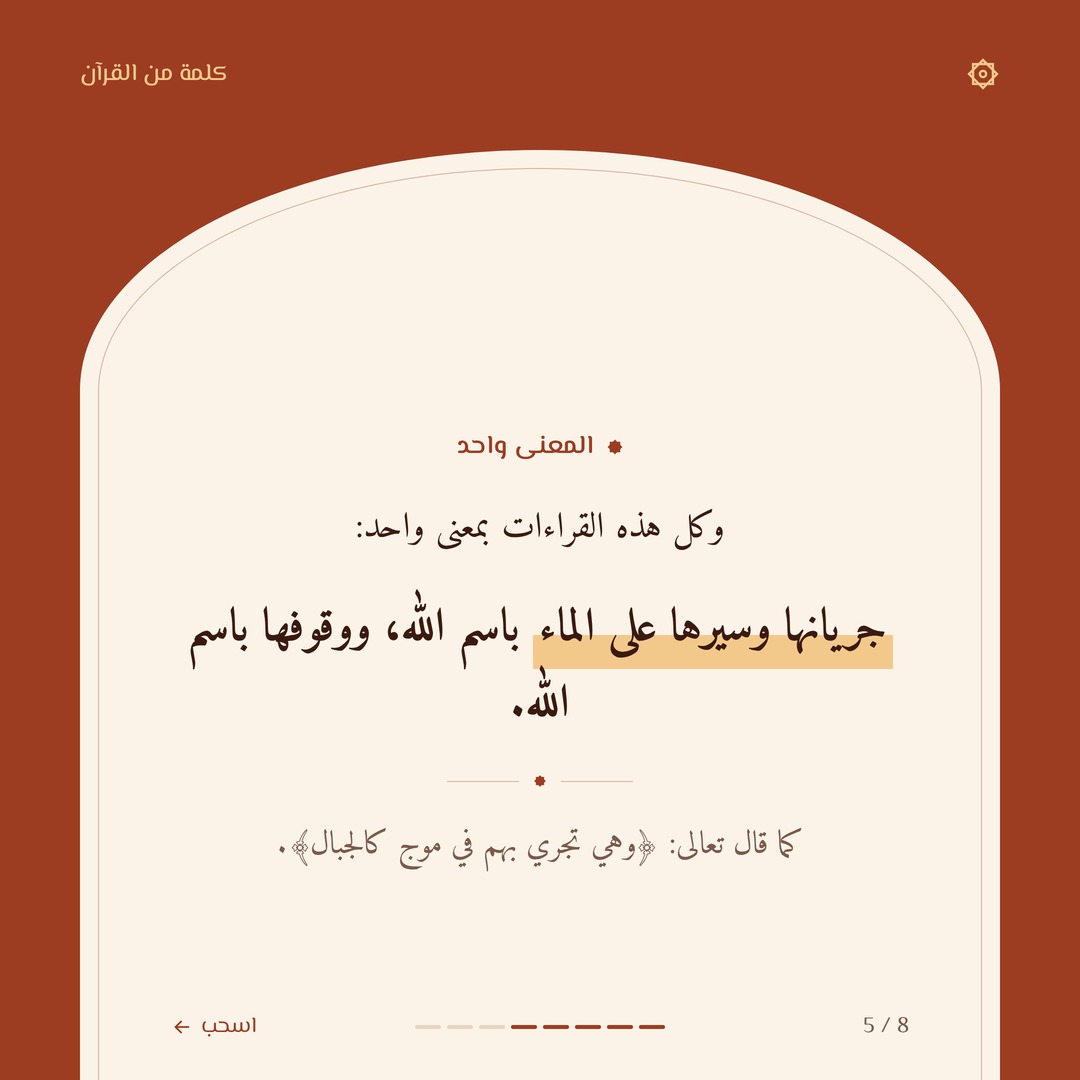 كلمة من القرآن
المعنى واحد
وكل هذه القراءات بمعنى واحد:
جريانها وسيرها على الماء باسم الله، ووقوفها باسم
الله.
كما قال تعالى: ﴿وهي تجري بهم في موج كالجبال﴾.
5 / 8
اسحب ←